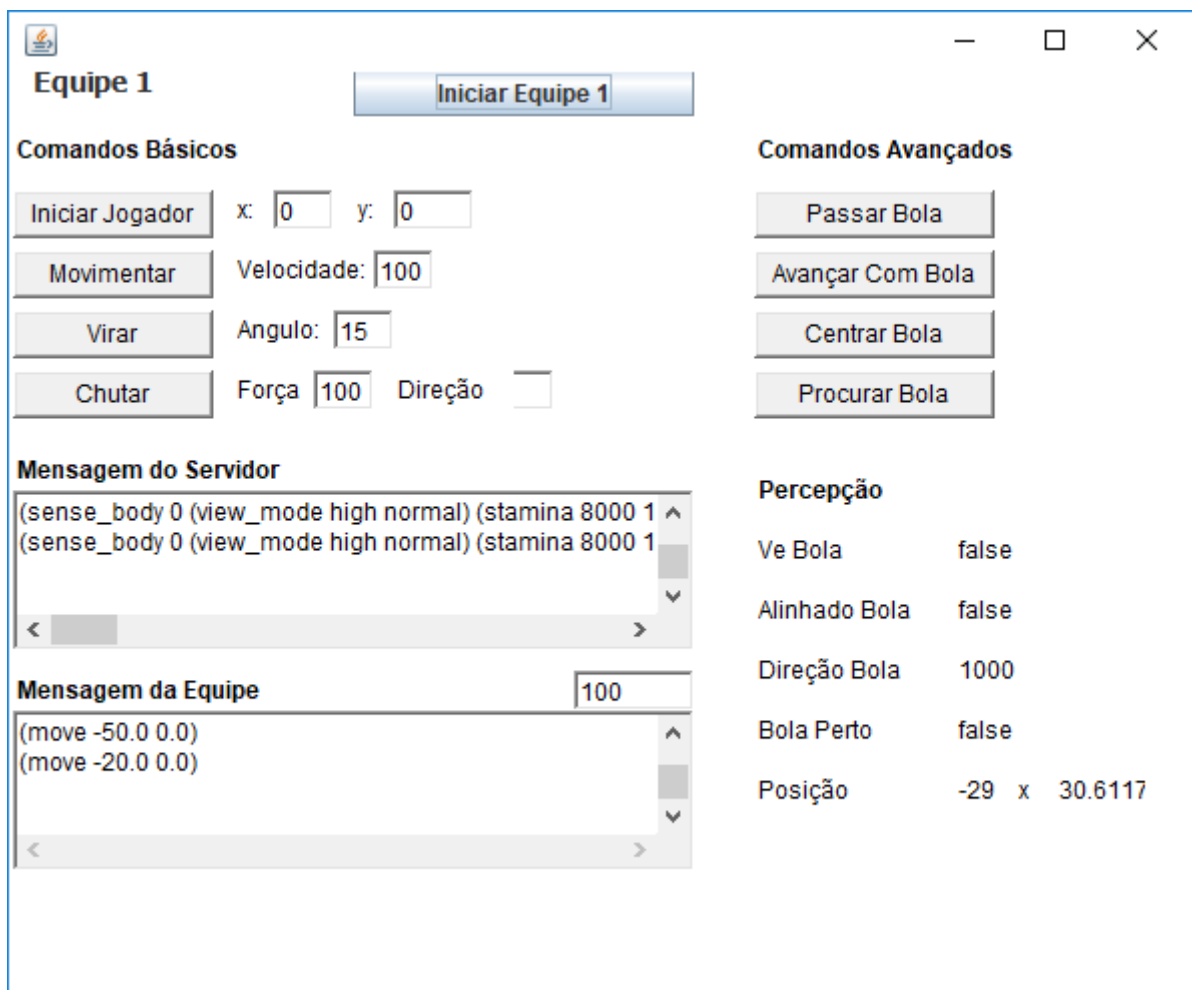 Equipe 1
Iniciar Equipe 1
Comandos Básicos
Comandos Avançados
Iniciar Jogador x: 0 y: 0
Passar Bola
Movimentar Velocidade: 100
Avançar Com Bola
Virar Angulo: 15
Centrar Bola
Chutar Força 100 Direção
Procurar Bola
Mensagem do Servidor
(sense_body 0 (view_mode high normal) (stamina 8000 1
(sense_body 0 (view_mode high normal) (stamina 8000 1
Mensagem da Equipe 100
(move -50.0 0.0)
(move -20.0 0.0)
Percepção
Ve Bola false
Alinhado Bola false
Direção Bola 1000
Bola Perto false
Posição -29 x 30.6117